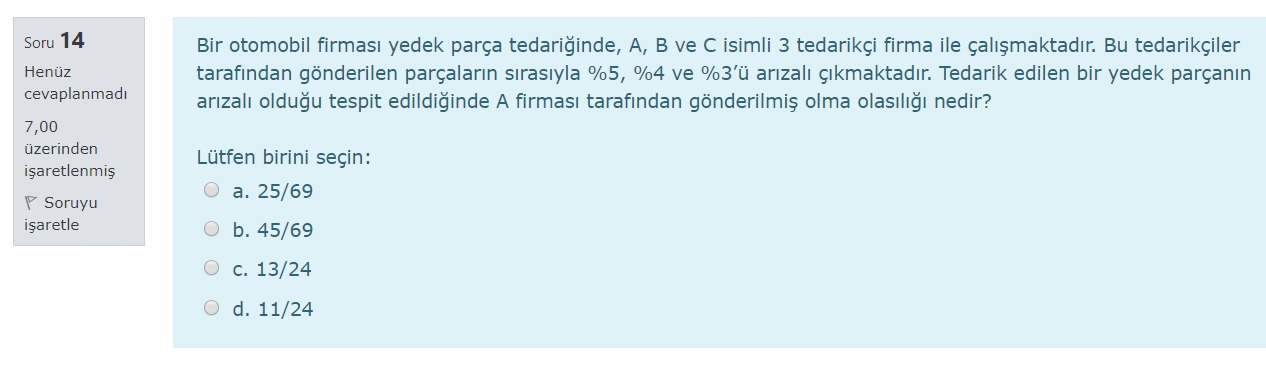 Soru 14
Henüz
cevaplanmadı
7,00
üzerinden
işaretlenmiş
Soruyu
işaretle
Bir otomobil firması yedek parça tedariğinde, A, B ve C isimli 3 tedarikçi firma ile çalışmaktadır. Bu tedarikçiler
tarafından gönderilen parçaların sırasıyla %5, %4 ve %3’ü arızalı çıkmaktadır. Tedarik edilen bir yedek parçanın
arızalı olduğu tespit edildiğinde A firması tarafından gönderilmiş olma olasılığı nedir?
Lütfen birini seçin:
a. 25/69
b. 45/69
c. 13/24
d. 11/24